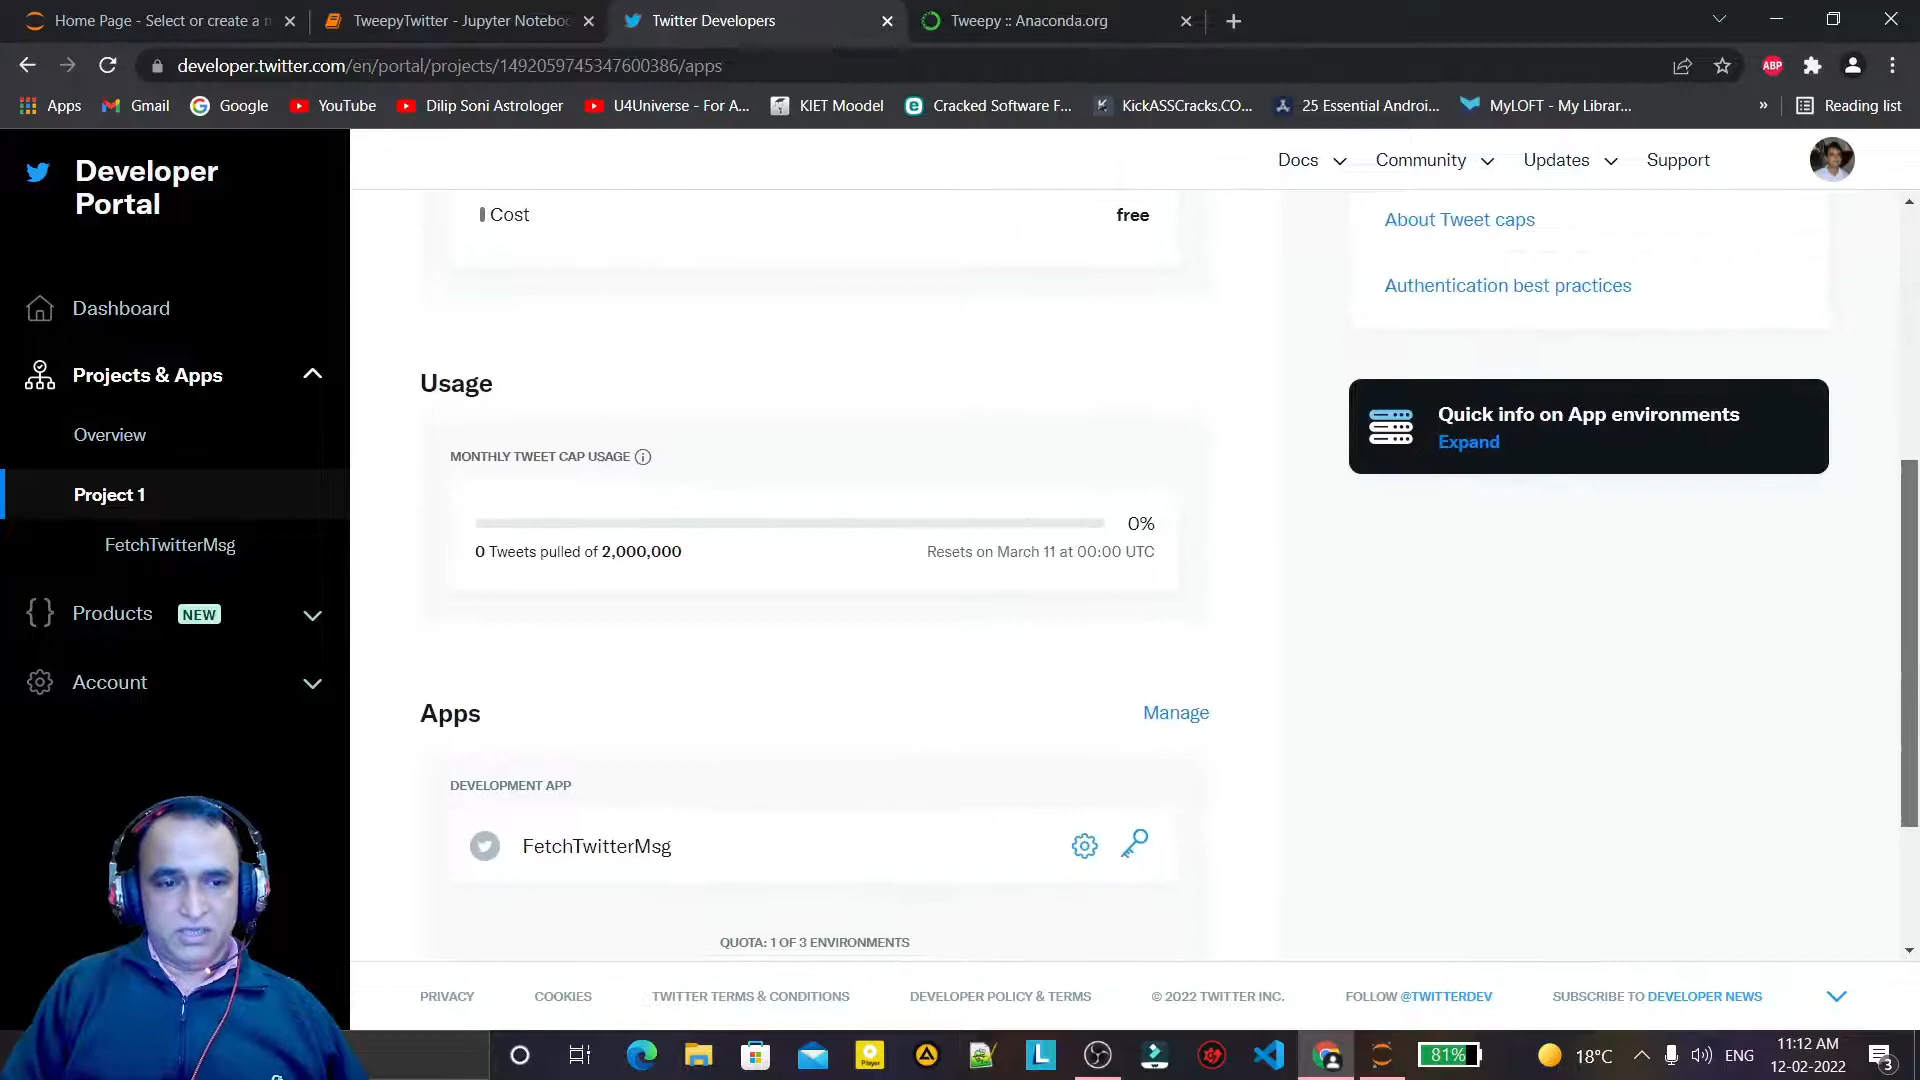 Home Page - Select or create a n
TweepyTwitter - Jupyter Noteboo
Twitter Developers
Tweepy :: Anaconda.org
developer.twitter.com/en/portal/projects/1492059745347600386/apps
ABP
Apps
Gmail
Google
YouTube
Dilip Soni Astrologer
U4Universe - For A...
KIET Moodel
Cracked Software F...
KickASSCracks.CO...
25 Essential Androi...
MyLOFT - My Librar...
»
Reading list
Developer
Portal
Docs
Community
Updates
Support
Dashboard
Projects & Apps
Overview
Project 1
FetchTwitterMsg
Products NEW
Account
Cost
free
About Tweet caps
Authentication best practices
Usage
MONTHLY TWEET CAP USAGE
0%
0 Tweets pulled of 2,000,000
Resets on March 11 at 00:00 UTC
Quick info on App environments
Expand
Apps
Manage
DEVELOPMENT APP
FetchTwitterMsg
QUOTA: 1 OF 3 ENVIRONMENTS
PRIVACY
COOKIES
TWITTER TERMS & CONDITIONS
DEVELOPER POLICY & TERMS
© 2022 TWITTER INC.
FOLLOW @TWITTERDEV
SUBSCRIBE TO DEVELOPER NEWS
Player
L
81%
18°C
ENG
11:12 AM
12-02-2022
3